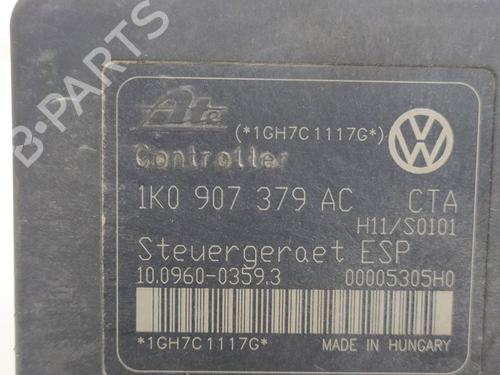 B-PARTS
Ate
(*1GH7C1117G*)
Controller
1K0 907 379 AC CTA
H11/S0101
Steuergeraet ESP
10.0960-0359.3 00005305H0
*1GH7C1117G* MADE IN HUNGARY